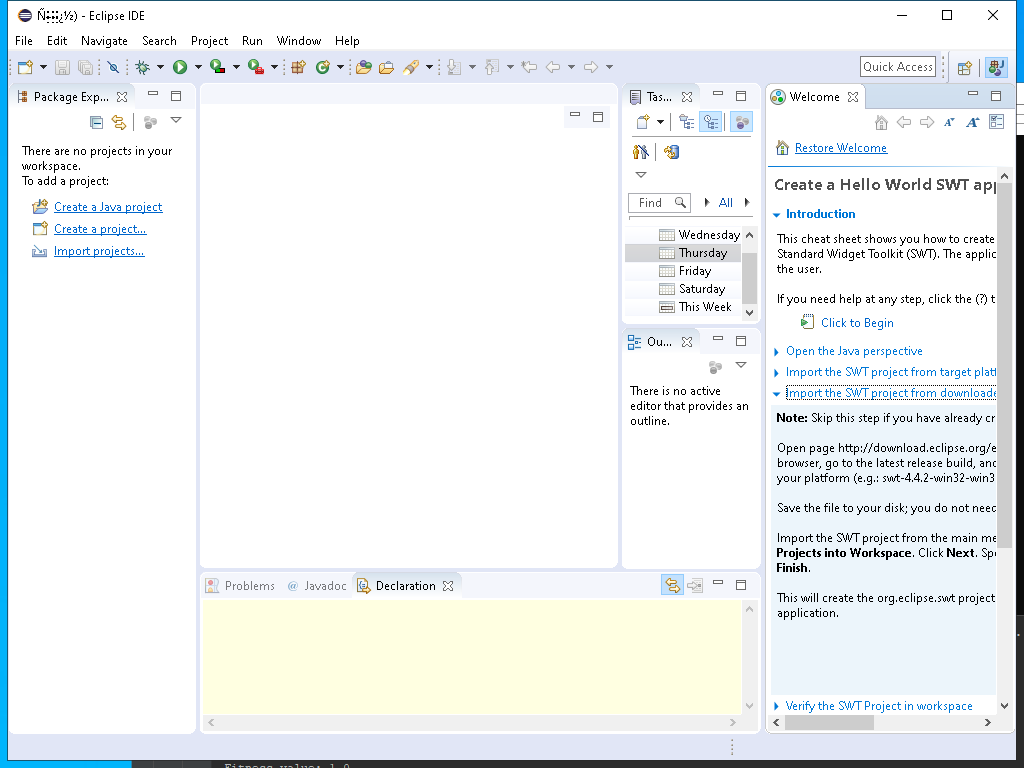 - Eclipse IDE
File Edit Navigate Search Project Run Window Help
Quick Access
Package Exp...
There are no projects in your
workspace.
To add a project:
Create a Java project
Create a project...
Import projects...
Tas...
Find
All
Wednesday
Thursday
Friday
Saturday
This Week
Ou...
There is no active
editor that provides an
outline.
Problems @ Javadoc Declaration
Welcome
Restore Welcome
Create a Hello World SWT app
Introduction
This cheat sheet shows you how to create
Standard Widget Toolkit (SWT). The applic
the user.
If you need help at any step, click the (?) t
Click to Begin
Open the Java perspective
Import the SWT project from target platf
Import the SWT project from downloade
Note: Skip this step if you have already cr
Open page http://download.eclipse.org/e
browser, go to the latest release build, and
your platform (e.g.: swt-4.4.2-win32-win3
Save the file to your disk; you do not need
Import the SWT project from the main me
Projects into Workspace. Click Next. Spe
Finish.
This will create the org.eclipse.swt project
application.
Verify the SWT Project in workspace
Fitness value: 1.0